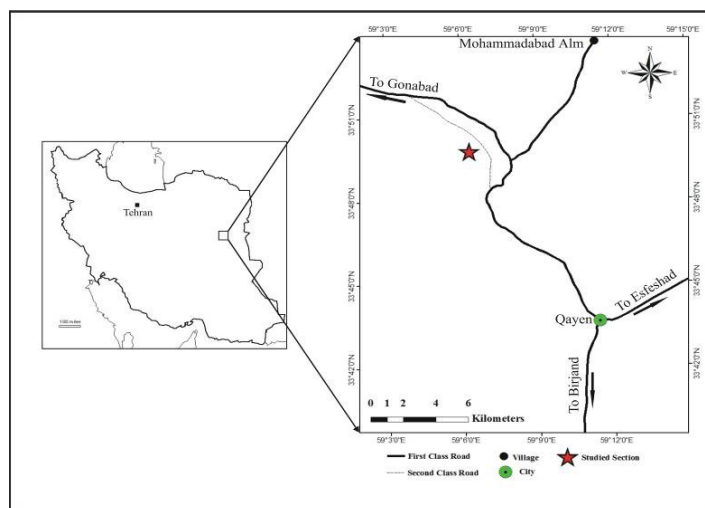 Tehran
100 miles
59°3'0"E 59°6'0"E 59°9'0"E 59°12'0"E 59°15'0"E
Mohammadabad Alm
N
W E
S
To Gonabad
33°51'0"N 33°51'0"N
33°48'0"N 33°48'0"N
33°45'0"N 33°45'0"N
To Esfeshad
Qayen
33°42'0"N 33°42'0"N
To Birjand
0 1 2 4 6
Kilometers
59°3'0"E 59°6'0"E 59°9'0"E 59°12'0"E
First Class Road Village Studied Section
Second Class Road City